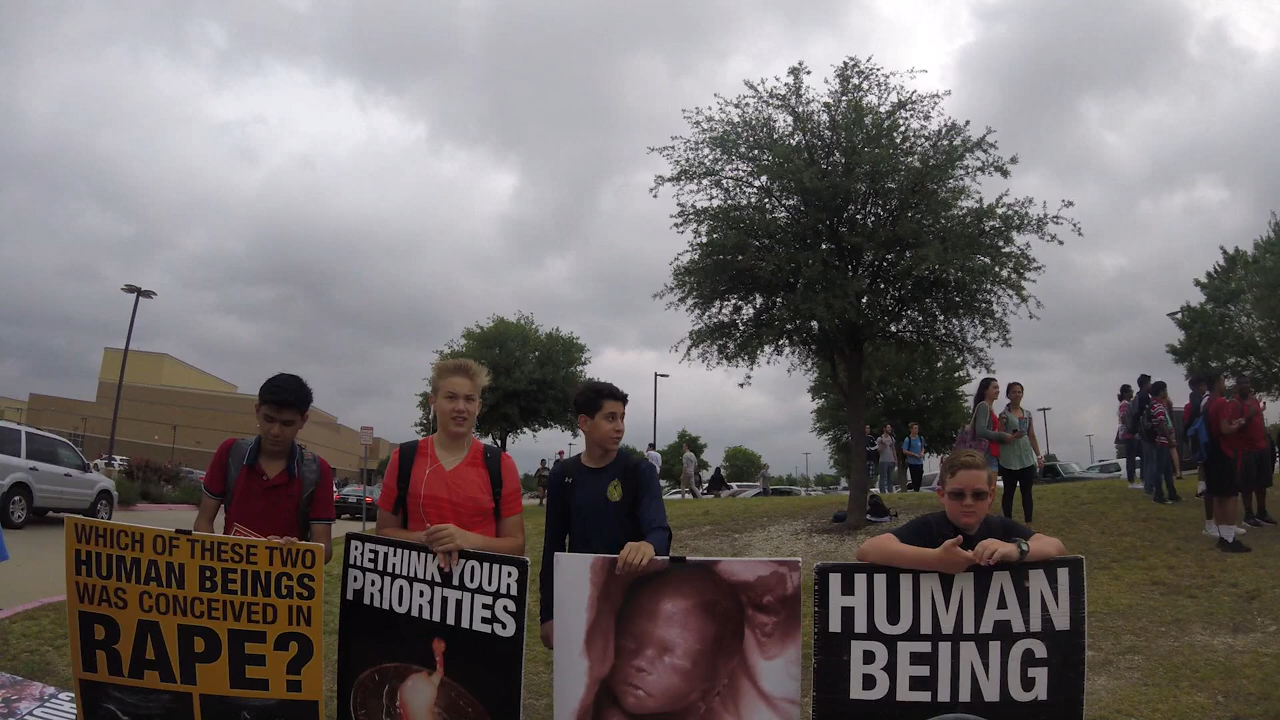 WHICH OF THESE TWO
HUMAN BEINGS
WAS CONCEIVED IN
RAPE?
RETHINK YOUR
PRIORITIES
HUMAN
BEING